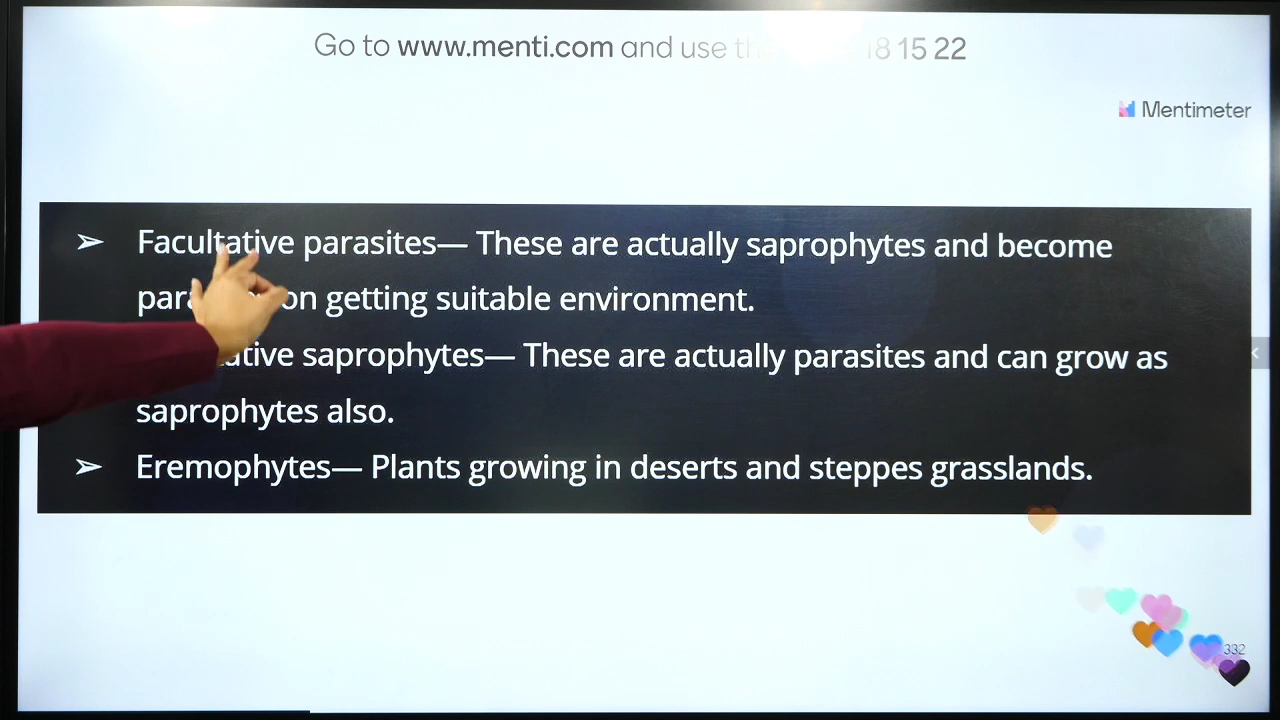 Go to www.menti.com and use 18 15 22
Mentimeter
➢ Facultative parasites— These are actually saprophytes and become
on getting suitable environment.
saprophytes— These are actually parasites and can grow as
saprophytes also.
➢ Eremophytes— Plants growing in deserts and steppes grasslands.
332